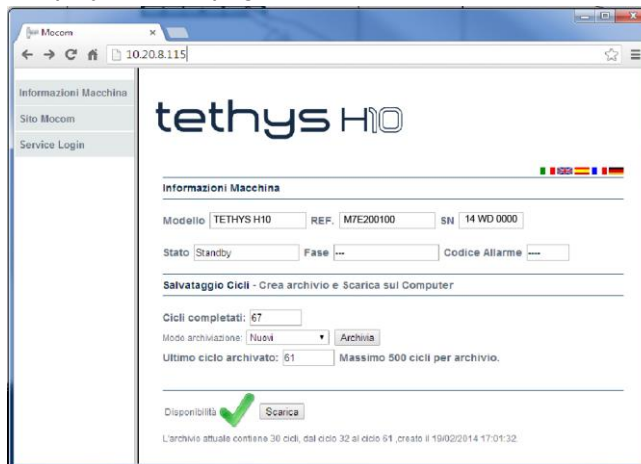 Mocom
10.20.8.115
Informazioni Macchina
Sito Mocom
Service Login
tethys H10
Informazioni Macchina
Modello TETHYS H10 REF. M7E200100 SN 14 WD 0000
Stato Standby Fase --- Codice Allarme ----
Salvataggio Cicli - Crea archivio e Scarica sul Computer
Cicli completati: 67
Modo archiviazione: Nuovi Archivia
Ultimo ciclo archivato: 61 Massimo 500 cicli per archivio.
Disponibilità Scarica
L'archivio attuale contiene 30 cicli, dal ciclo 32 al ciclo 61 ,creato il 19/02/2014 17:01:32